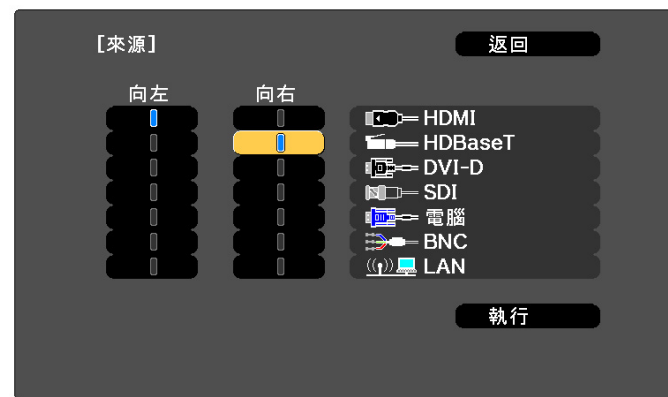 [來源]
返回
向左
向右
HDMI
HDBaseT
DVI-D
SDI
電腦
BNC
LAN
執行